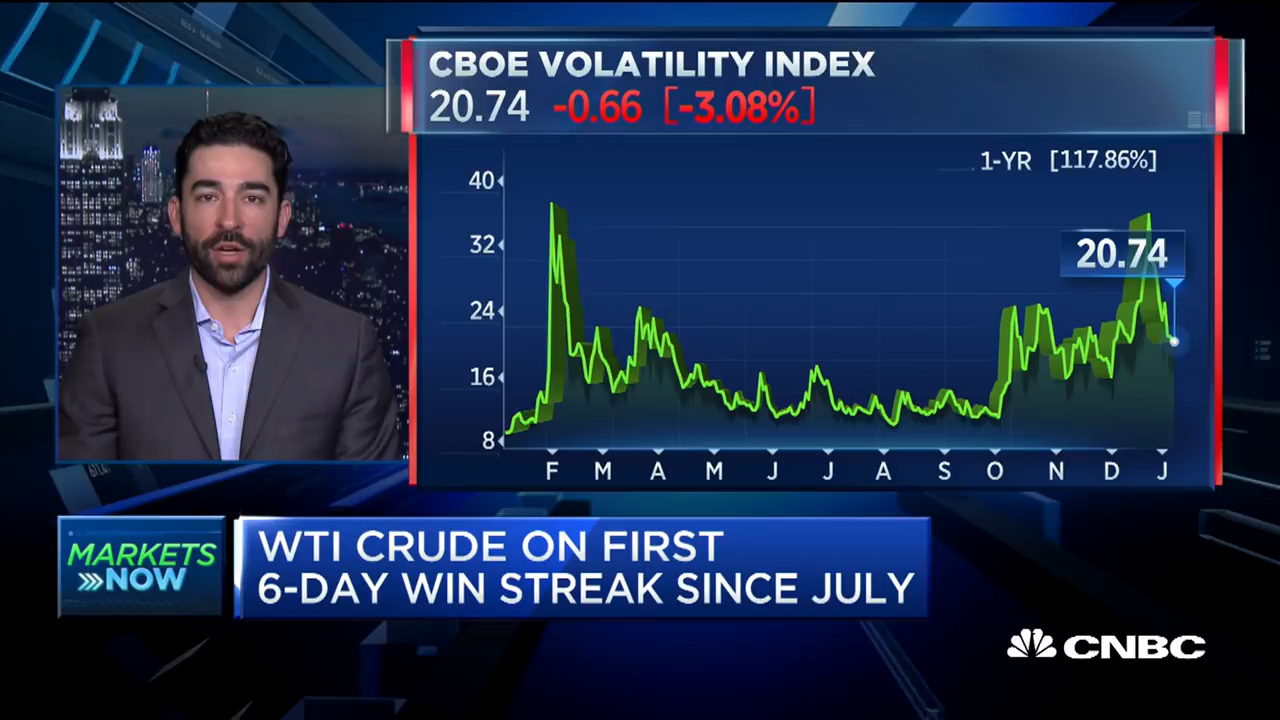 CBOE VOLATILITY INDEX
20.74 -0.66 [-3.08%]
1-YR [117.86%]
40
32
24
16
8
20.74
F M A M J J A S O N D J
MARKETS
NOW
WTI CRUDE ON FIRST
6-DAY WIN STREAK SINCE JULY
CNBC